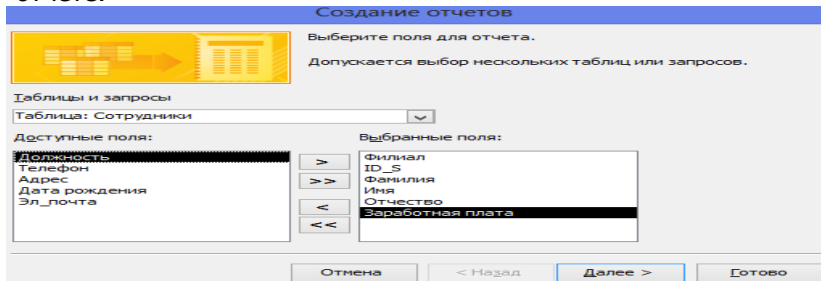 отчете.
Создание отчетов
Выберите поля для отчета.
Допускается выбор нескольких таблиц или запросов.
Таблицы и запросы
Таблица: Сотрудники
Доступные поля:
Выбранные поля:
Должность
Телефон
Адрес
Дата рождения
Эл_почта
>
>>
<
<<
Филиал
ID_S
Фамилия
Имя
Отчество
Заработная плата
Отмена
< Назад
Далее >
Готово